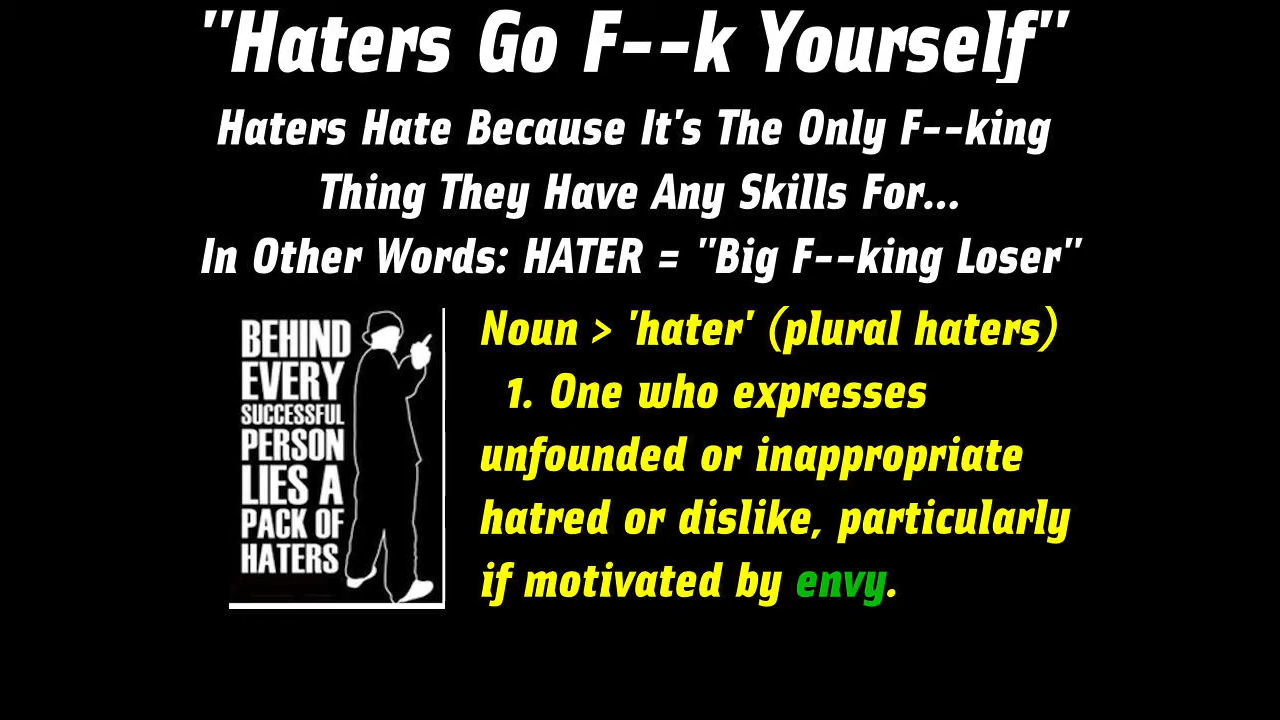 "Haters Go F--k Yourself"
Haters Hate Because It's The Only F--king
Thing They Have Any Skills For...
In Other Words: HATER = "Big F--king Loser"
BEHIND
EVERY
SUCCESSFUL
PERSON
LIES A
PACK OF
HATERS
Noun > 'hater' (plural haters)
1. One who expresses
unfounded or inappropriate
hatred or dislike, particularly
if motivated by envy.